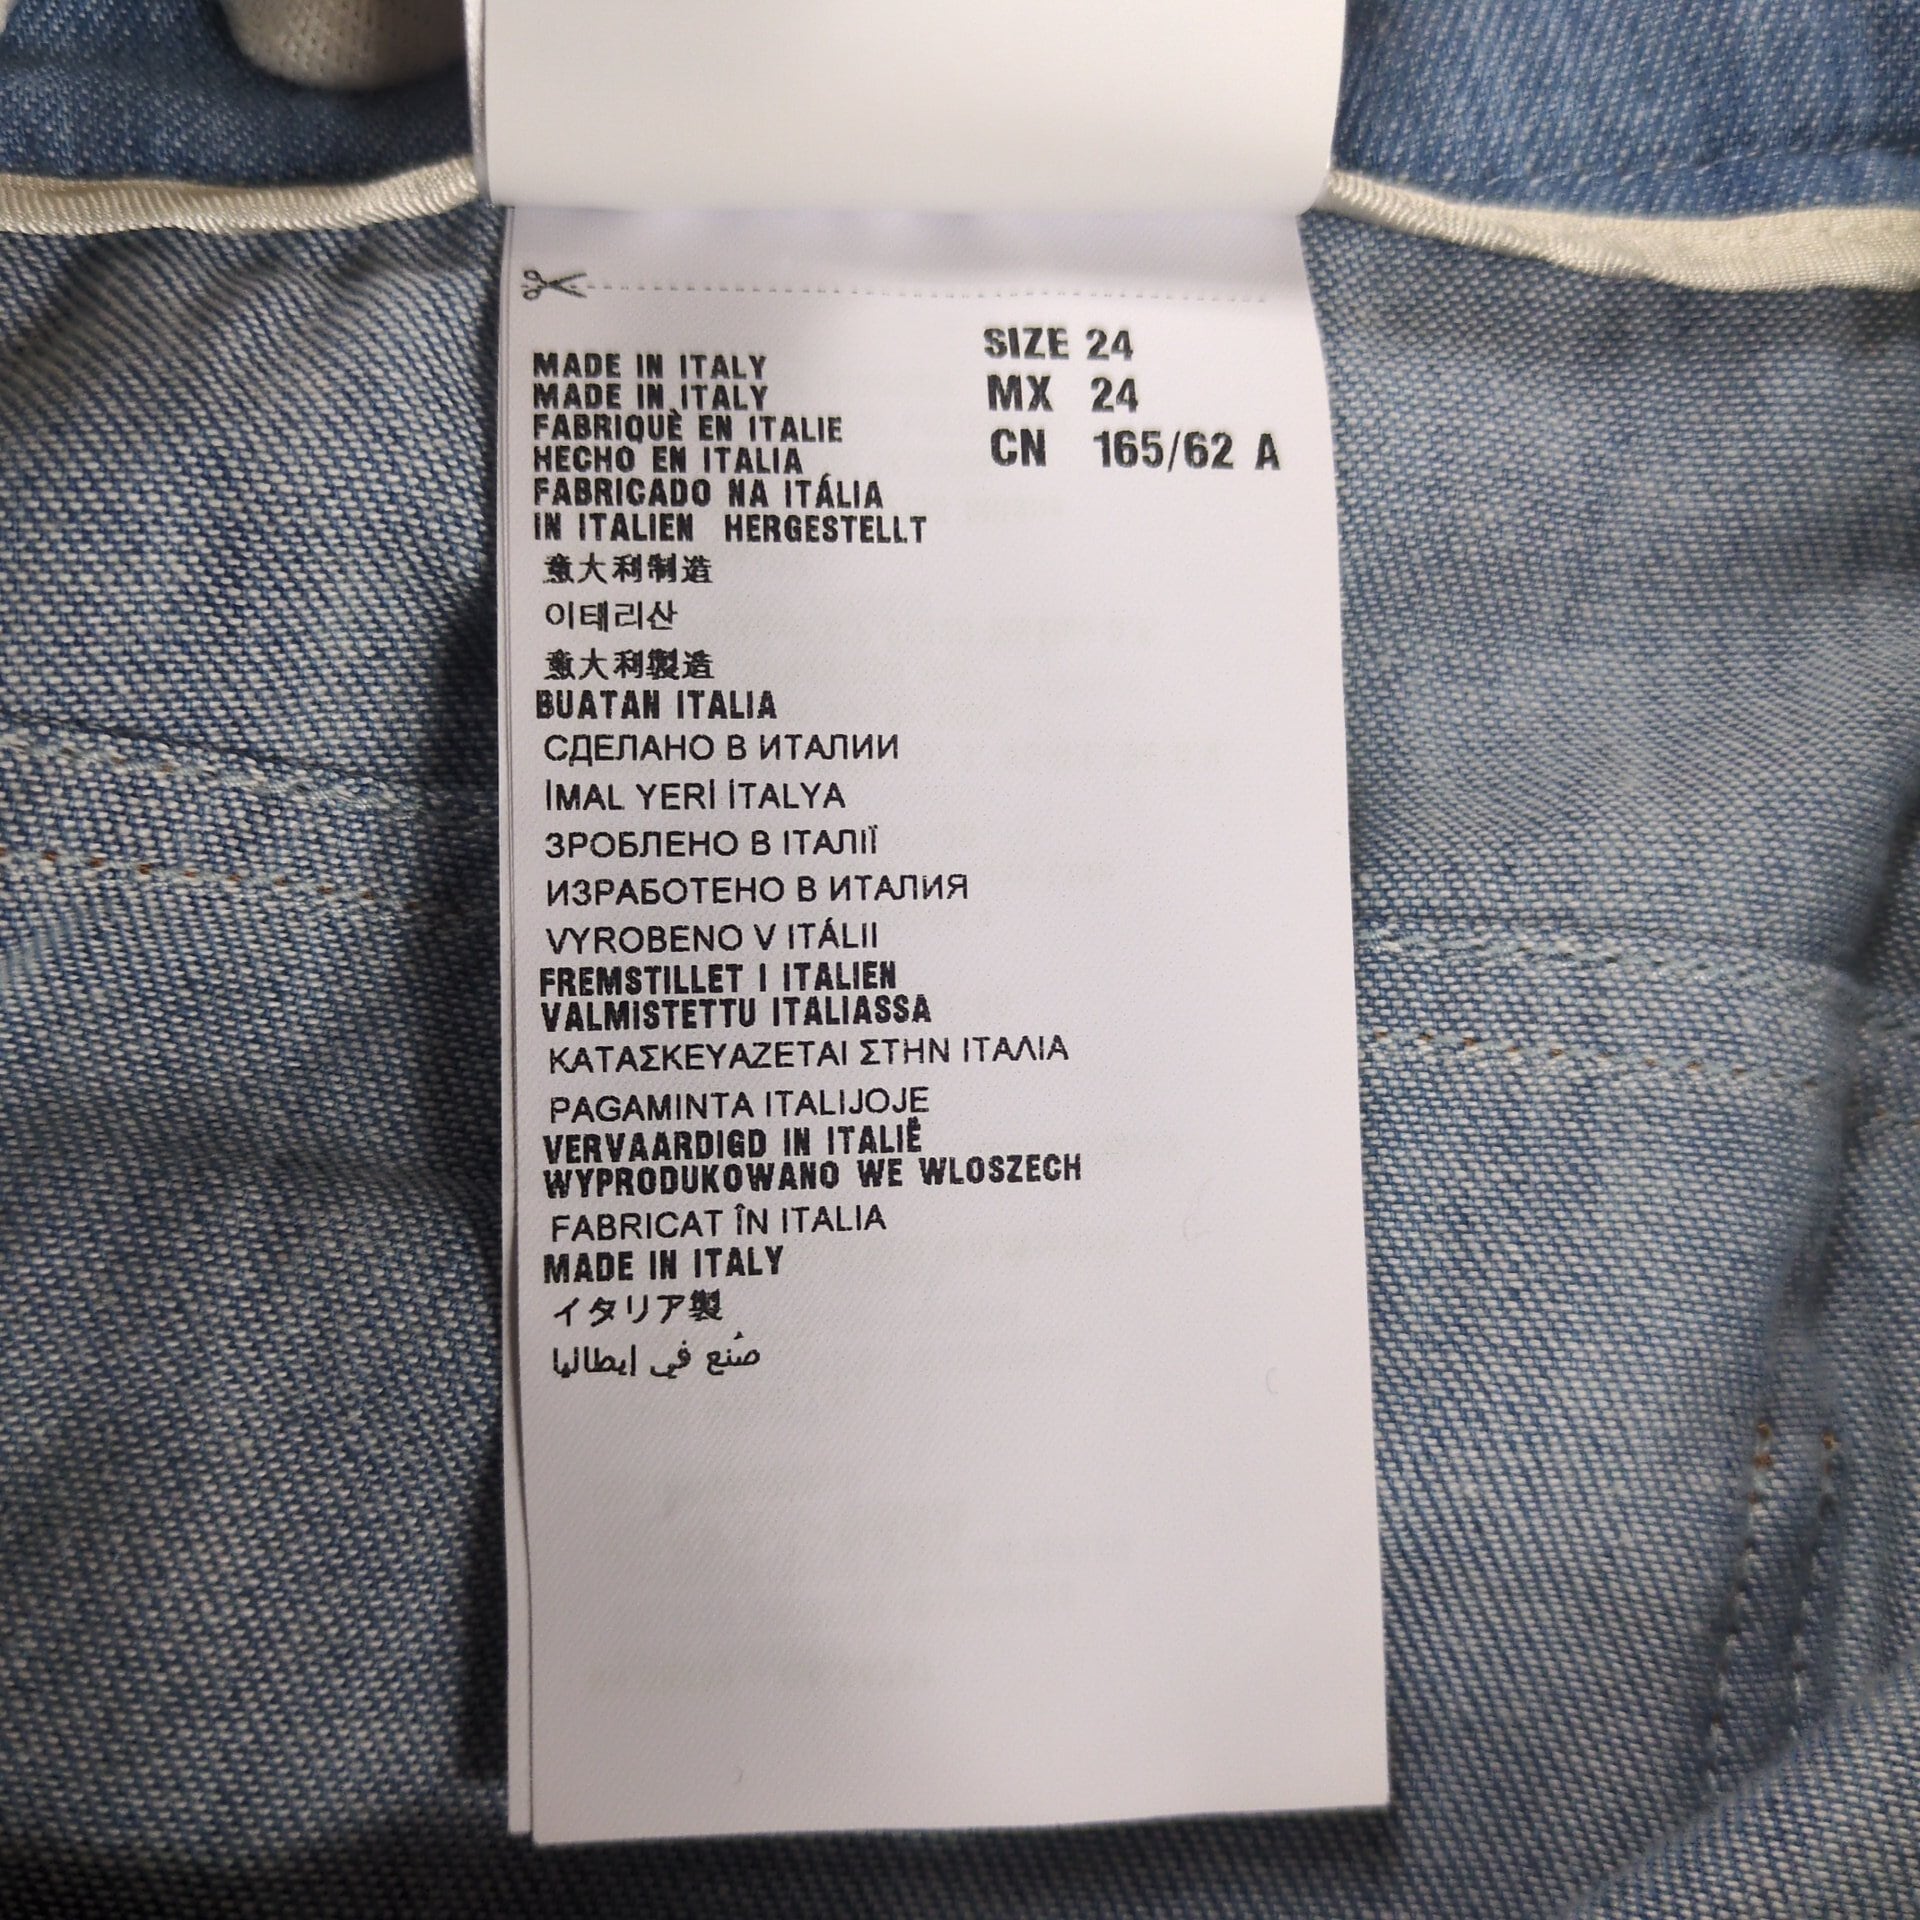 MADE IN ITALY
MADE IN ITALY
FABRIQUÈ EN ITALIE
HECHO EN ITALIA
FABRICADO NA ITÁLIA
IN ITALIEN HERGESTELLT
意大利制造
이태리산
意大利製造
BUATAN ITALIA
СДЕЛАНО В ИТАЛИИ
İMAL YERİ İTALYA
ЗРОБЛЕНО В ІТАЛІЇ
ИЗРАБОТЕНО В ИТАЛИЯ
VYROBENO V ITÁLII
FREMSTILLET I ITALIEN
VALMISTETTU ITALIASSA
ΚΑΤΑΣΚΕΥΑΖΕΤΑΙ ΣΤΗΝ ΙΤΑΛΙΑ
PAGAMINTA ITALIJOJE
VERVAARDIGD IN ITALIË
WYPRODUKOWANO WE WLOSZECH
FABRICAT ÎN ITALIA
MADE IN ITALY
イタリア製
صُنع في إيطاليا
SIZE 24
MX 24
CN 165/62 A